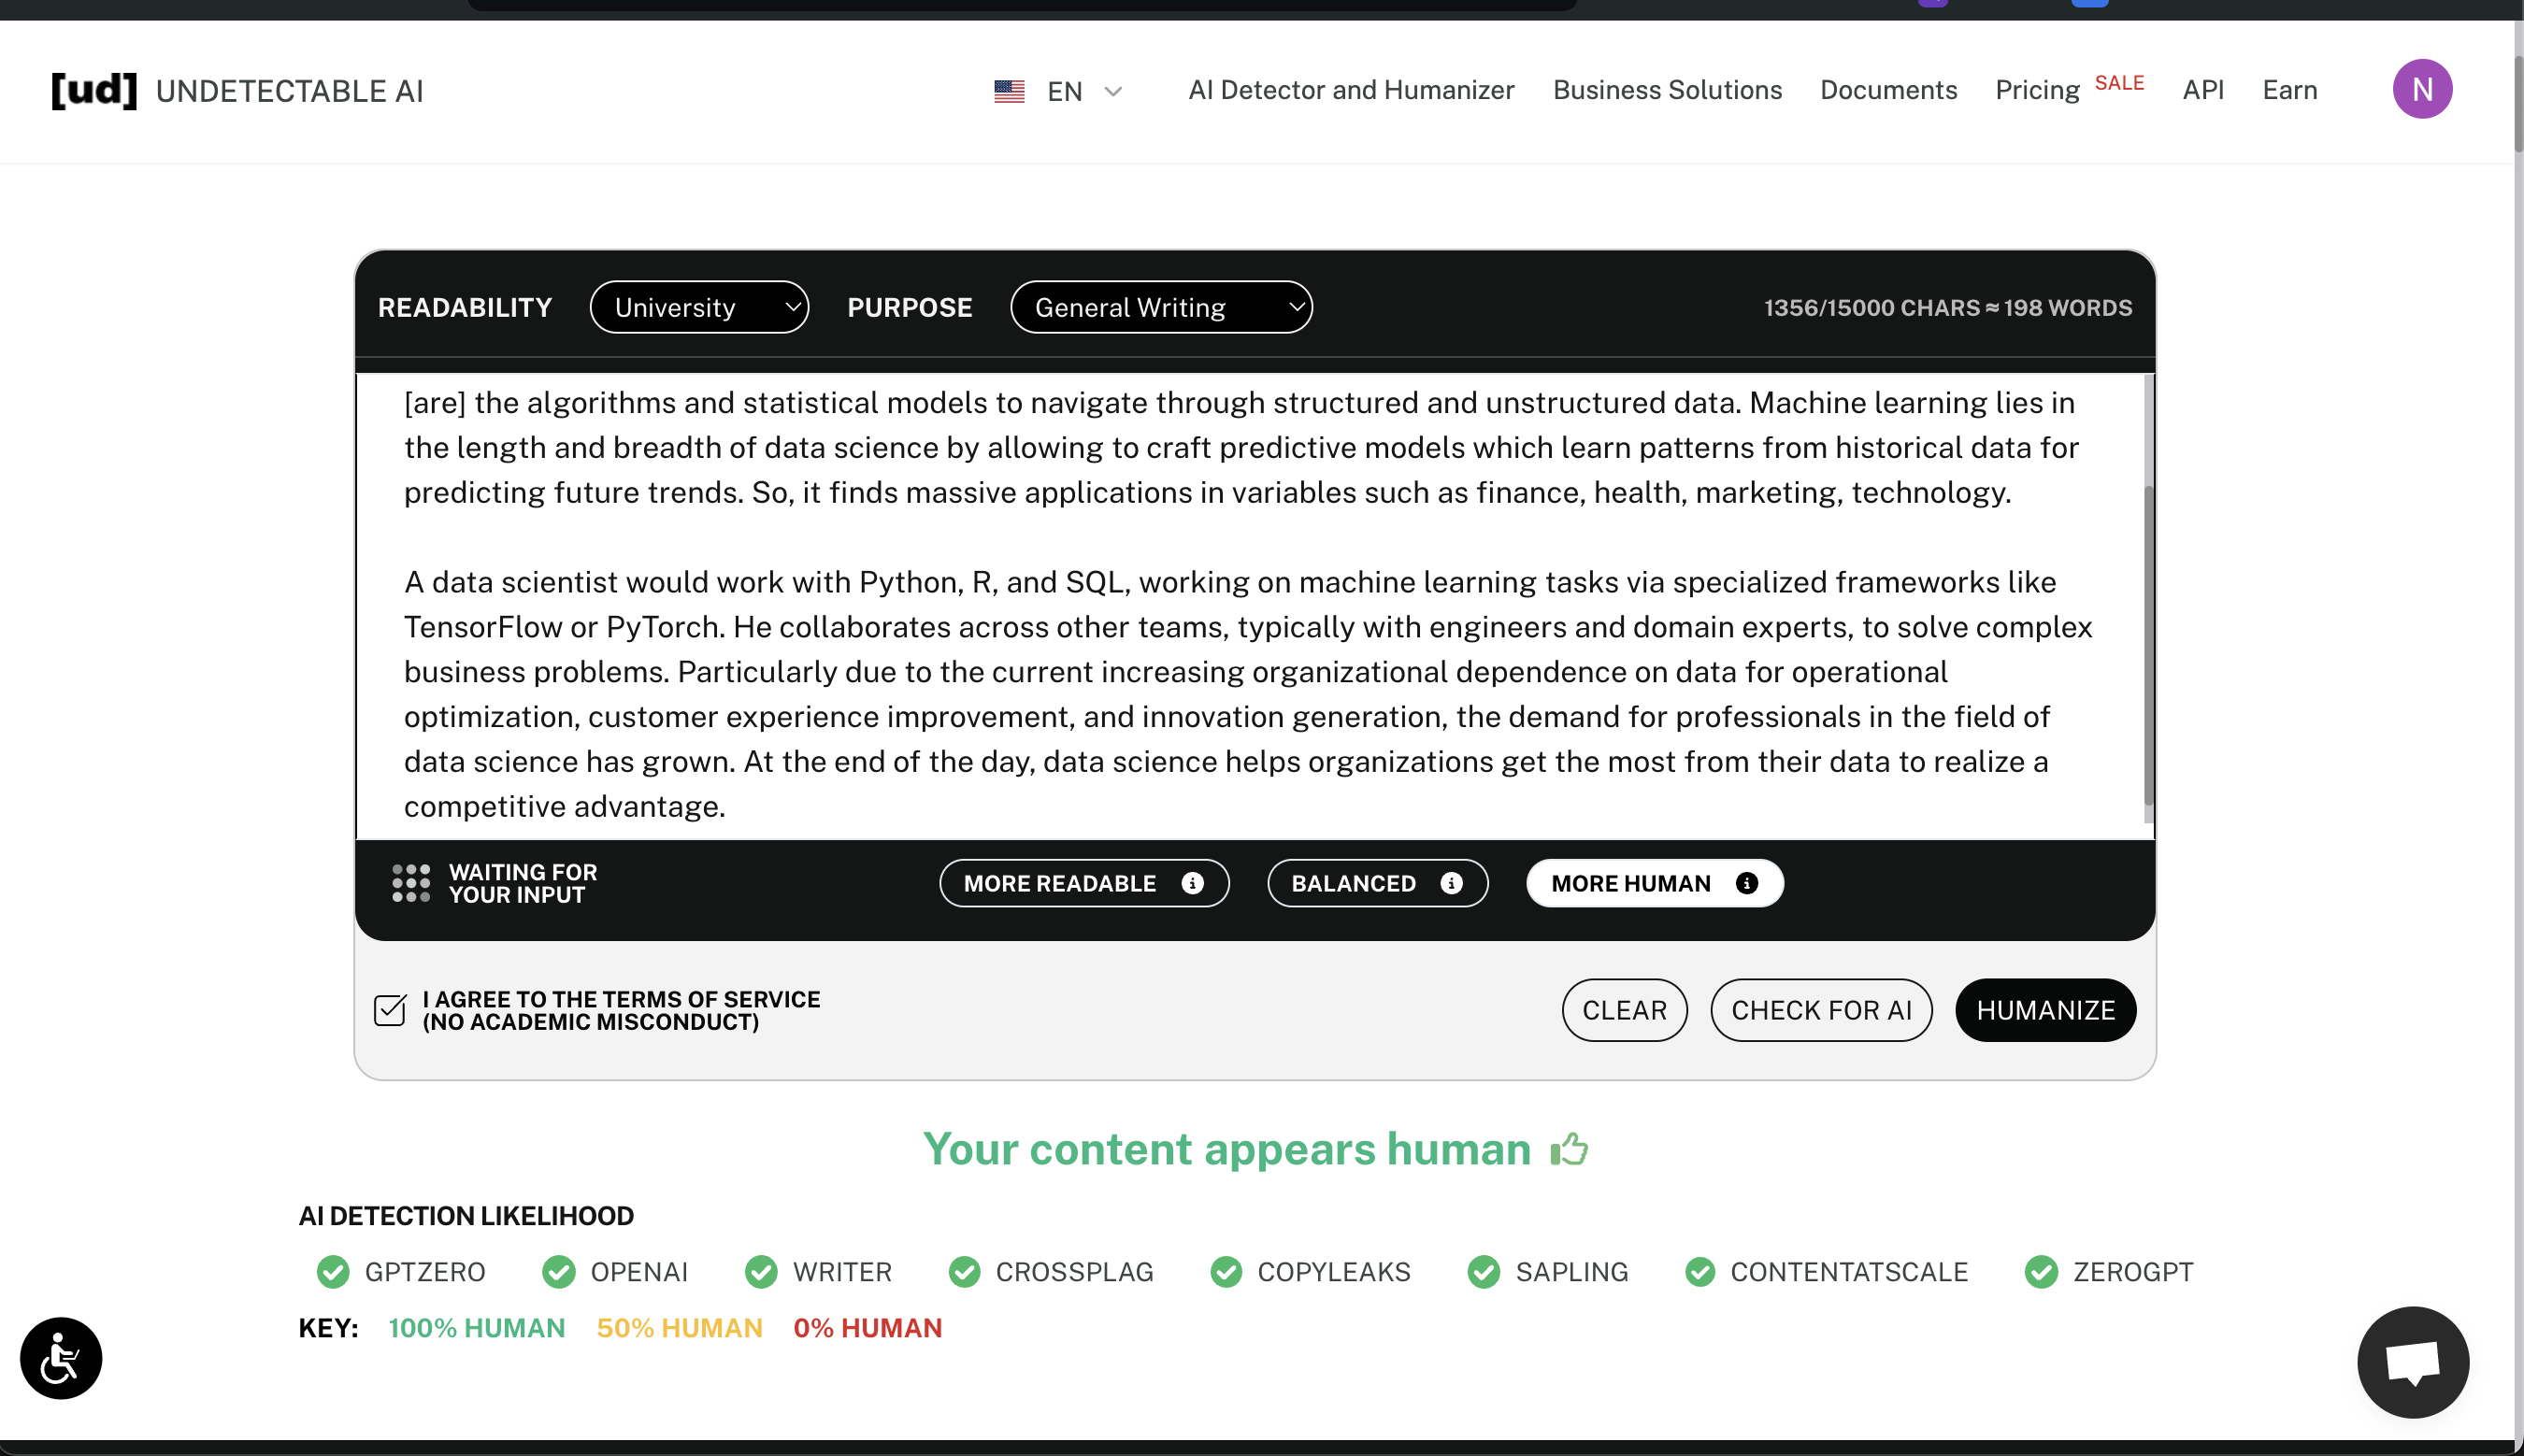 [ud] UNDETECTABLE AI
EN
AI Detector and Humanizer
Business Solutions
Documents
Pricing SALE
API
Earn
N
READABILITY
University
PURPOSE
General Writing
1356/15000 CHARS ≈ 198 WORDS
[are] the algorithms and statistical models to navigate through structured and unstructured data. Machine learning lies in
the length and breadth of data science by allowing to craft predictive models which learn patterns from historical data for
predicting future trends. So, it finds massive applications in variables such as finance, health, marketing, technology.
A data scientist would work with Python, R, and SQL, working on machine learning tasks via specialized frameworks like
TensorFlow or PyTorch. He collaborates across other teams, typically with engineers and domain experts, to solve complex
business problems. Particularly due to the current increasing organizational dependence on data for operational
optimization, customer experience improvement, and innovation generation, the demand for professionals in the field of
data science has grown. At the end of the day, data science helps organizations get the most from their data to realize a
competitive advantage.
WAITING FOR
YOUR INPUT
MORE READABLE
BALANCED
MORE HUMAN
I AGREE TO THE TERMS OF SERVICE
(NO ACADEMIC MISCONDUCT)
CLEAR
CHECK FOR AI
HUMANIZE
Your content appears human
AI DETECTION LIKELIHOOD
GPTZERO
OPENAI
WRITER
CROSSPLAG
COPYLEAKS
SAPLING
CONTENTATSCALE
ZEROGPT
KEY: 100% HUMAN 50% HUMAN 0% HUMAN